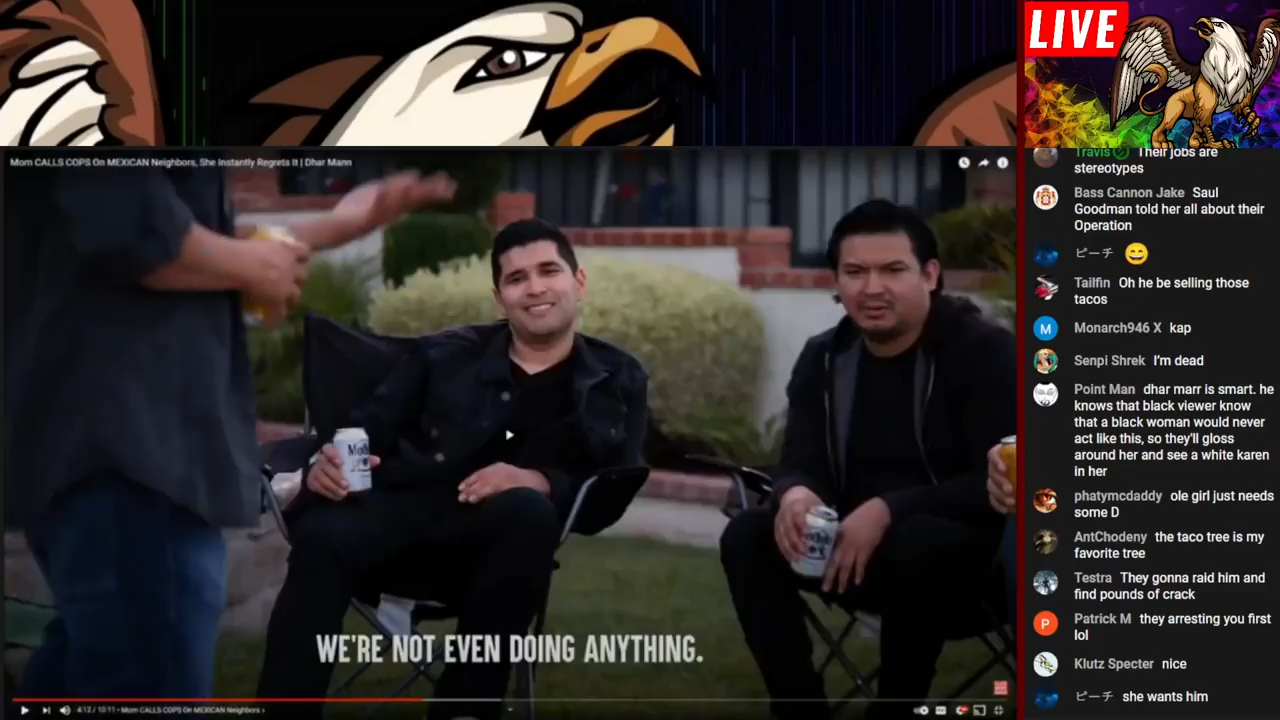 LIVE
Mom CALLS COPS On MEXICAN Neighbors, She Instantly Regrets It | Dhar Mann
Travis Their jobs are
stereotypes
Bass Cannon Jake Saul
Goodman told her all about their
Operation
ピーチ 😄
Tailfin Oh he be selling those
tacos
M Monarch946 X kap
Senpi Shrek I'm dead
Point Man dhar marr is smart. he
knows that black viewer know
that a black woman would never
act like this, so they'll gloss
around her and see a white karen
in her
phatymcdaddy ole girl just needs
some D
AntChodeny the taco tree is my
favorite tree
Testra They gonna raid him and
find pounds of crack
P Patrick M they arresting you first
lol
Klutz Specter nice
ピーチ she wants him
WE'RE NOT EVEN DOING ANYTHING.
4:12 / 10:11 • Mom CALLS COPS On MEXICAN Neighbors ›